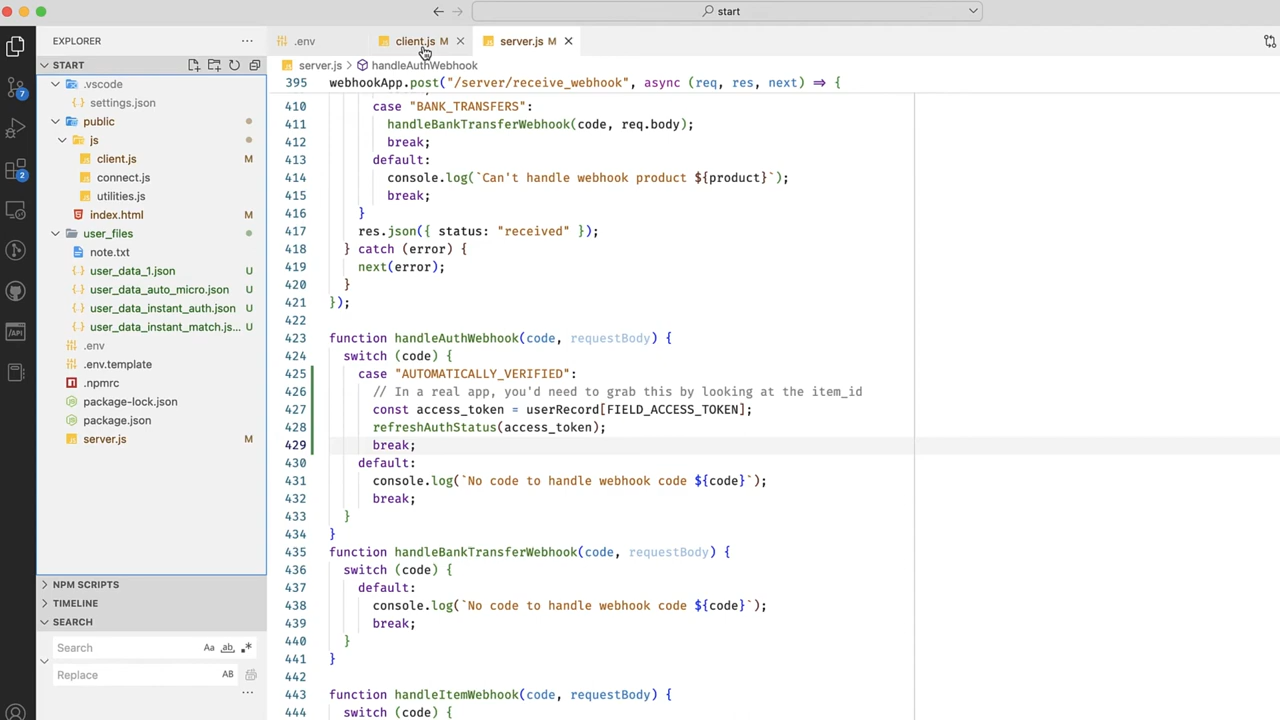 start
EXPLORER
START
.vscode
settings.json
public
js
client.js M
connect.js
utilities.js
index.html M
user_files
note.txt
user_data_1.json U
user_data_auto_micro.json U
user_data_instant_auth.json U
user_data_instant_match.js... U
.env
.env.template
.npmrc
package-lock.json
package.json
server.js M
NPM SCRIPTS
TIMELINE
SEARCH
Search Aa ab
Replace AB
7
2
/API
.env client.js M server.js M
server.js > handleAuthWebhook
395 webhookApp.post("/server/receive_webhook", async (req, res, next) => {
410 case "BANK_TRANSFERS":
411 handleBankTransferWebhook(code, req.body);
412 break;
413 default:
414 console.log(`Can't handle webhook product ${product}`);
415 break;
416 }
417 res.json({ status: "received" });
418 } catch (error) {
419 next(error);
420 }
421 });
422
423 function handleAuthWebhook(code, requestBody) {
424 switch (code) {
425 case "AUTOMATICALLY_VERIFIED":
426 // In a real app, you'd need to grab this by looking at the item_id
427 const access_token = userRecord[FIELD_ACCESS_TOKEN];
428 refreshAuthStatus(access_token);
429 break;
430 default:
431 console.log(`No code to handle webhook code ${code}`);
432 break;
433 }
434 }
435 function handleBankTransferWebhook(code, requestBody) {
436 switch (code) {
437 default:
438 console.log(`No code to handle webhook code ${code}`);
439 break;
440 }
441 }
442
443 function handleItemWebhook(code, requestBody) {
444 switch (code) {